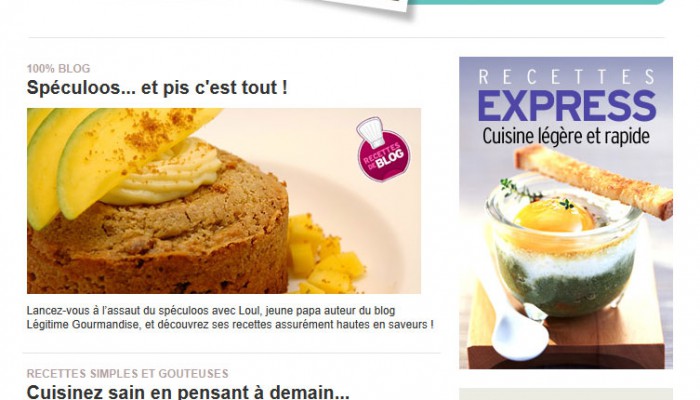 100% BLOG
Spéculoos... et pis c'est tout !
RECETTES
DE BLOG
Lancez-vous à l'assaut du spéculoos avec Loul, jeune papa auteur du blog
Légitime Gourmandise, et découvrez ses recettes assurément hautes en saveurs !
RECETTES SIMPLES ET GOUTEUSES
Cuisinez sain en pensant à demain...
RECETTES
EXPRESS
Cuisine légère et rapide